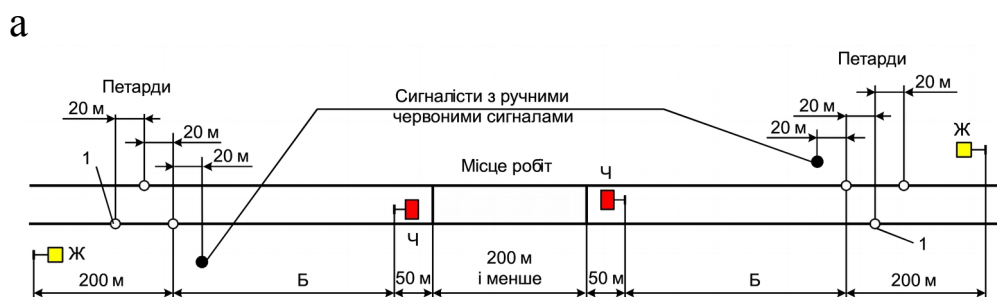 а
Петарди
Петарди
20 м
20 м
20 м
Сигналісти з ручними
червоними сигналами
20 м
20 м
20 м
Ж
1
Місце робіт
Ч
Ч
1
Ж
200 м
Б
50 м
200 м
і менше
50 м
Б
200 м